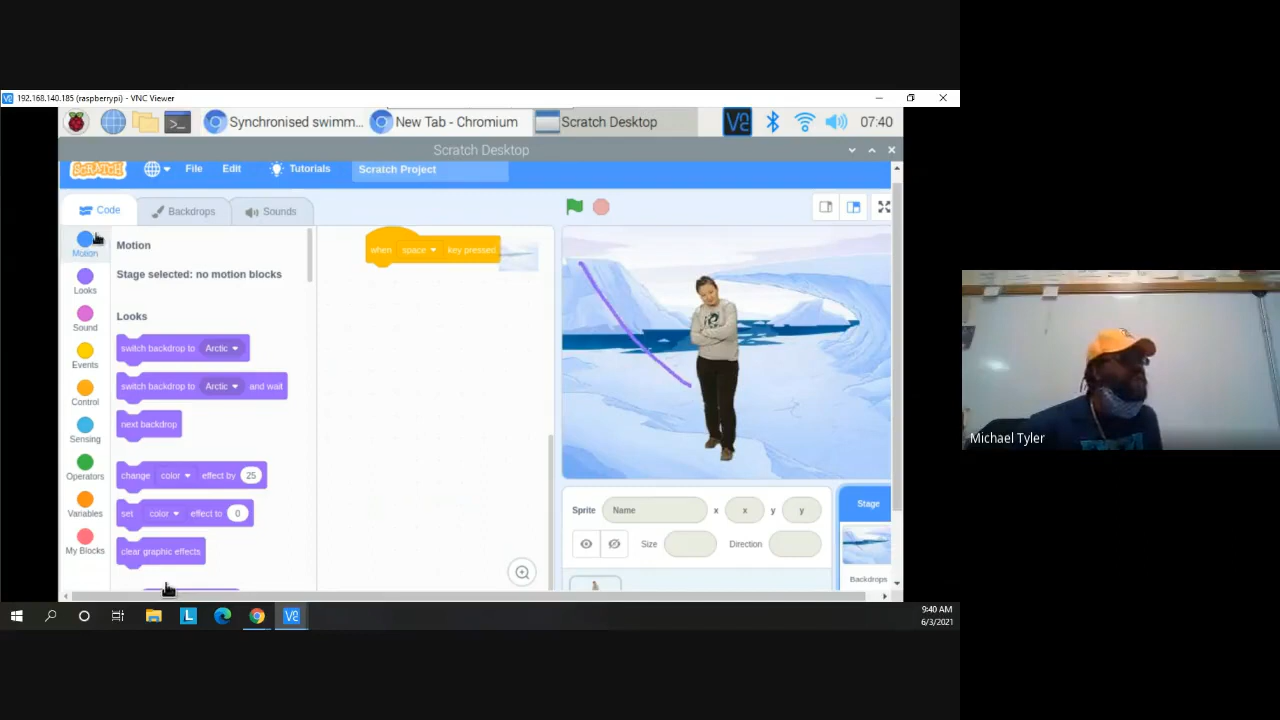 192.168.140.185 (raspberrypi) - VNC Viewer
Synchronised swimm...
New Tab - Chromium
Scratch Desktop
07:40
Scratch Desktop
SCRATCH
File
Edit
Tutorials
Scratch Project
Code
Backdrops
Sounds
Motion
Looks
Sound
Events
Control
Sensing
Operators
Variables
My Blocks
Motion
Stage selected: no motion blocks
Looks
switch backdrop to Arctic
switch backdrop to Arctic and wait
next backdrop
change color effect by 25
set color effect to 0
clear graphic effects
when space key pressed
Sprite Name x x y y
Size Direction
Stage
Backdrops
9:40 AM
6/3/2021
Michael Tyler